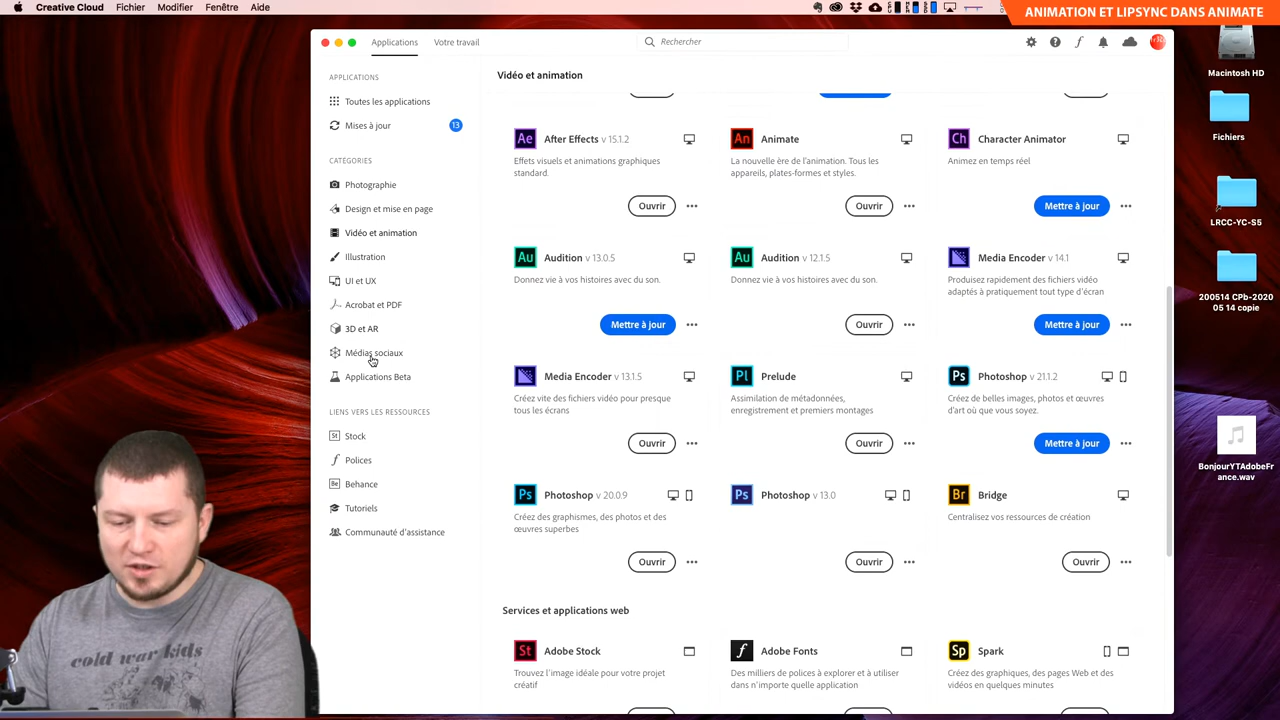 Creative Cloud Fichier Modifier Fenêtre Aide
ANIMATION ET LIPSYNC DANS ANIMATE
Applications Votre travail
Rechercher
APPLICATIONS
Toutes les applications
Mises à jour 13
CATÉGORIES
Photographie
Design et mise en page
Vidéo et animation
Illustration
UI et UX
Acrobat et PDF
3D et AR
Médias sociaux
Applications Beta
LIENS VERS LES RESSOURCES
St Stock
Polices
Be Behance
Tutoriels
Communauté d'assistance
Vidéo et animation
Ae After Effects v 15.1.2
Effets visuels et animations graphiques
standard.
Ouvrir
An Animate
La nouvelle ère de l'animation. Tous les
appareils, plates-formes et styles.
Ouvrir
Ch Character Animator
Animez en temps réel
Mettre à jour
Au Audition v 13.0.5
Donnez vie à vos histoires avec du son.
Mettre à jour
Au Audition v 12.1.5
Donnez vie à vos histoires avec du son.
Ouvrir
Media Encoder v 14.1
Produisez rapidement des fichiers vidéo
adaptés à pratiquement tout type d'écran
Mettre à jour
Media Encoder v 13.1.5
Créez vite des fichiers vidéo pour presque
tous les écrans
Ouvrir
Pl Prelude
Assimilation de métadonnées,
enregistrement et premiers montages
Ouvrir
Ps Photoshop v 21.1.2
Créez de belles images, photos et œuvres
d'art où que vous soyez.
Mettre à jour
Ps Photoshop v 20.0.9
Créez des graphismes, des photos et des
œuvres superbes
Ouvrir
Ps Photoshop v 13.0
Ouvrir
Br Bridge
Centralisez vos ressources de création
Ouvrir
Services et applications web
St Adobe Stock
Trouvez l'image idéale pour votre projet
créatif
Adobe Fonts
Des milliers de polices à explorer et à utiliser
dans n'importe quelle application
Sp Spark
Créez des graphiques, des pages Web et des
vidéos en quelques minutes
Macintosh HD
Fichiers
LRCC-YC-S5
200514 CPb-2020
05 14 copie
BonjourYTAdobeFra
nce.wav
cold war kids